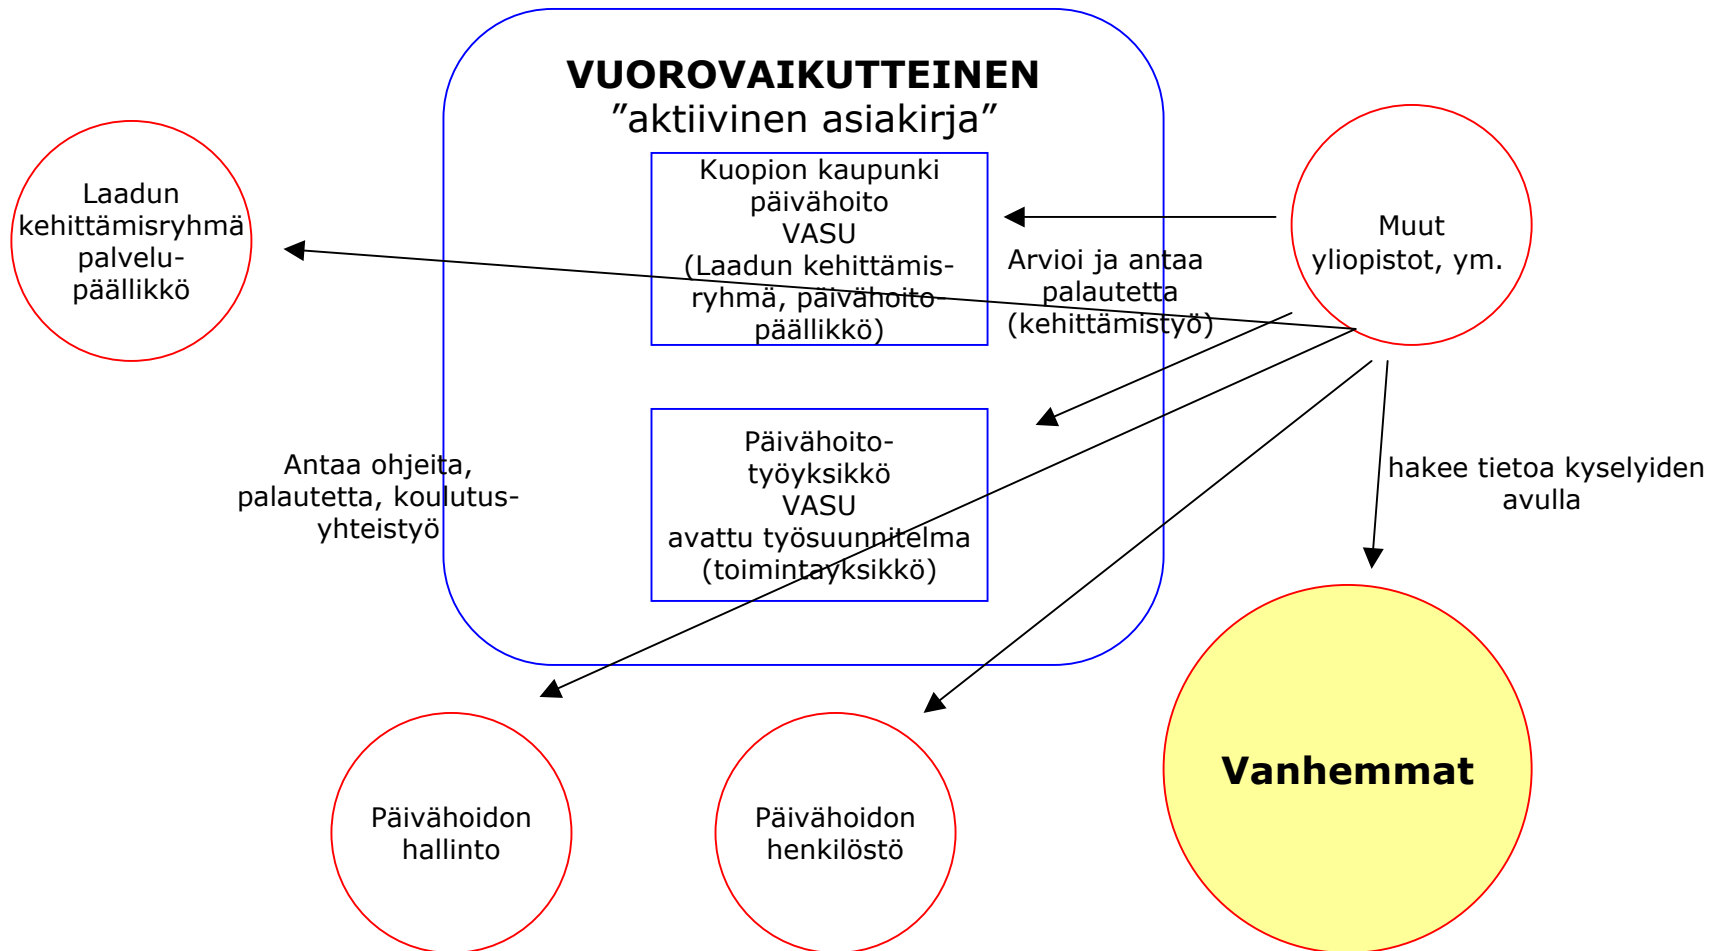 VUOROVAIKUTTEINEN
”aktiivinen asiakirja”
Laadun
kehittämisryhmä
palvelu-
päällikkö
Kuopion kaupunki
päivähoito
VASU
(Laadun kehittämis-
ryhmä, päivähoito-
päällikkö)
Arvioi ja antaa
palautetta
(kehittämistyö)
Muut
yliopistot, ym.
Antaa ohjeita,
palautetta, koulutus-
yhteistyö
Päivähoito-
työyksikkö
VASU
avattu työsuunnitelma
(toimintayksikkö)
hakee tietoa kyselyiden
avulla
Päivähoidon
hallinto
Päivähoidon
henkilöstö
Vanhemmat